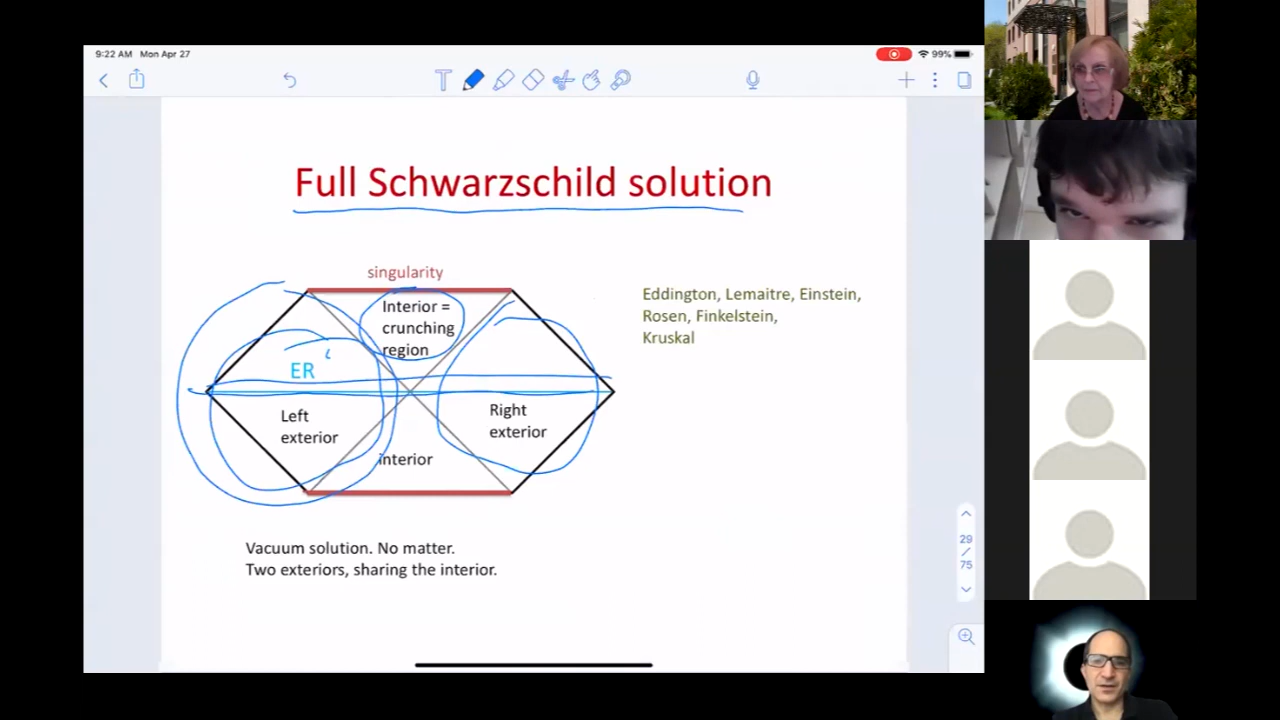 9:22 AM Mon Apr 27
99%
Full Schwarzschild solution
singularity
Interior =
crunching
region
Eddington, Lemaitre, Einstein,
Rosen, Finkelstein,
Kruskal
ER
Left
exterior
Right
exterior
interior
Vacuum solution. No matter.
Two exteriors, sharing the interior.
29
/
75